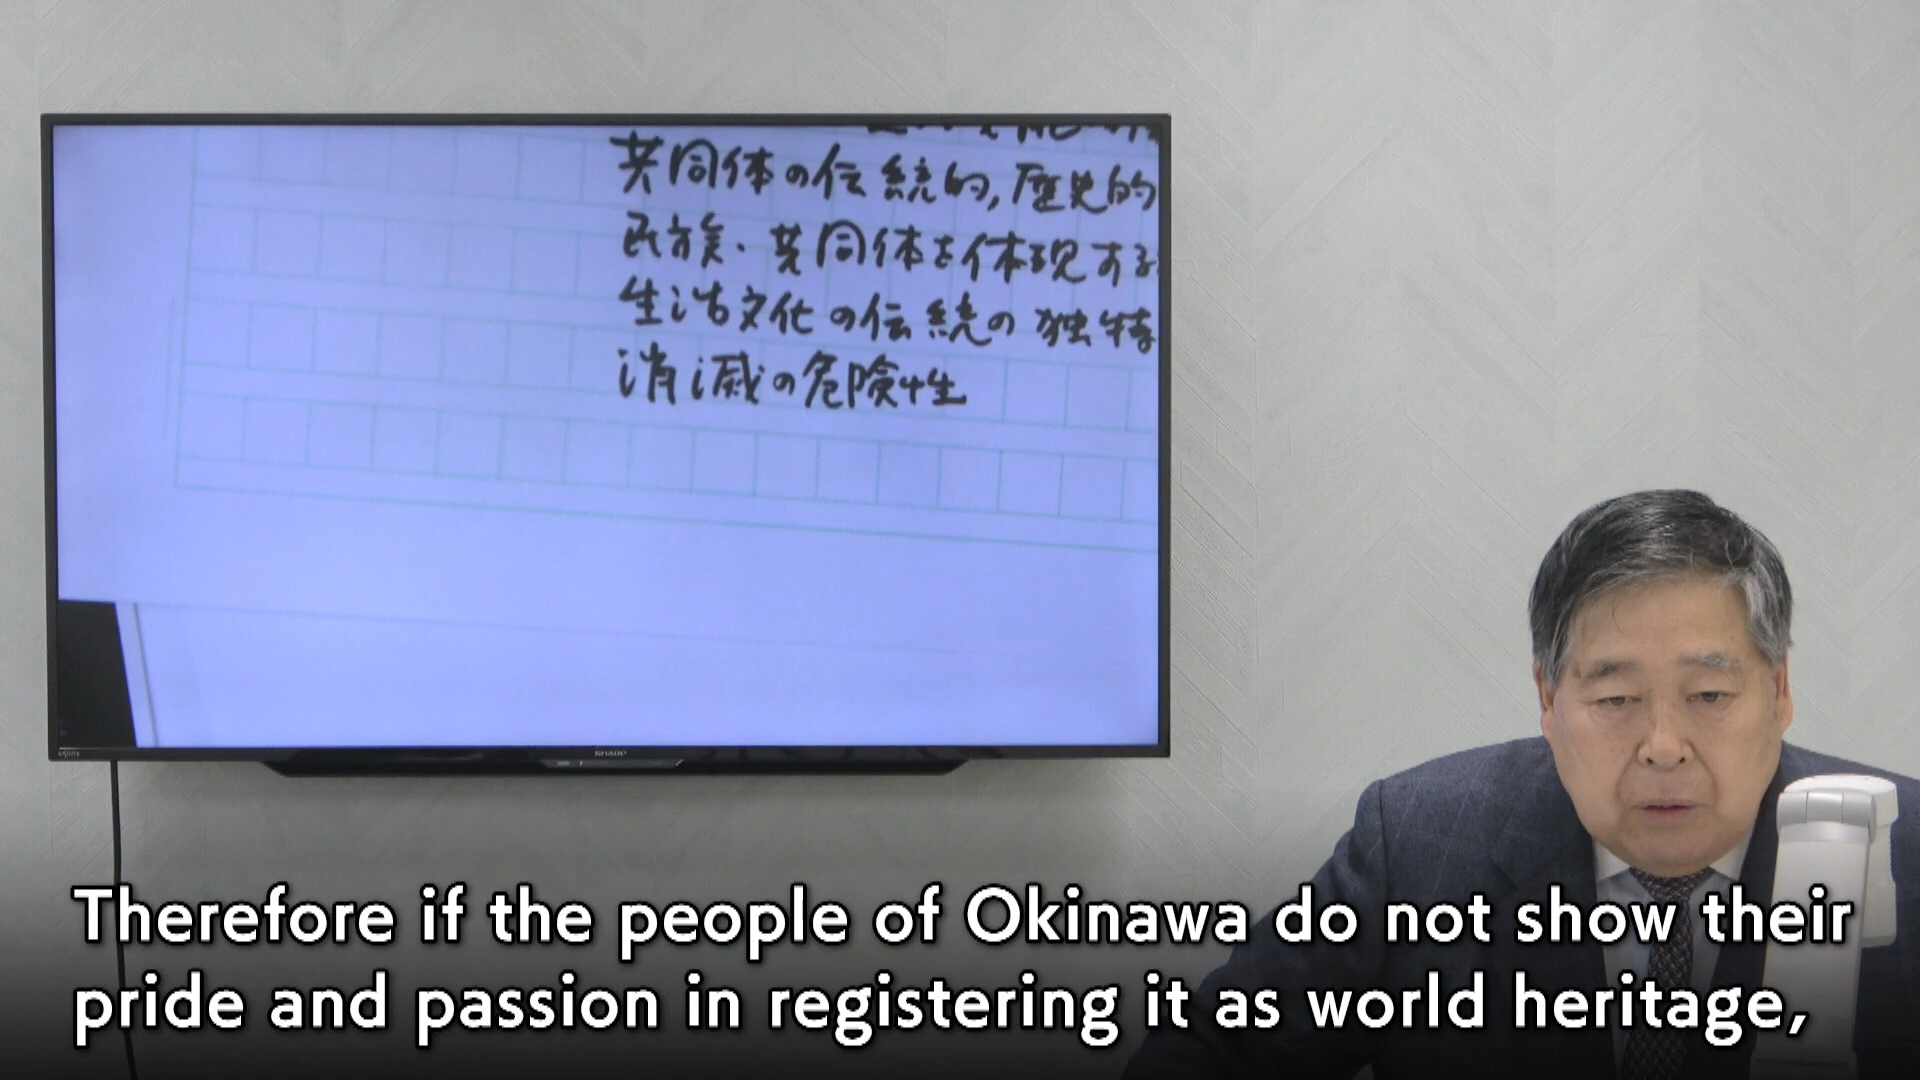 共同体の伝統的,歴史的
民族・共同体を体現する
生活文化の伝統の独特
消滅の危険性
SHARP
Therefore if the people of Okinawa do not show their
pride and passion in registering it as world heritage,